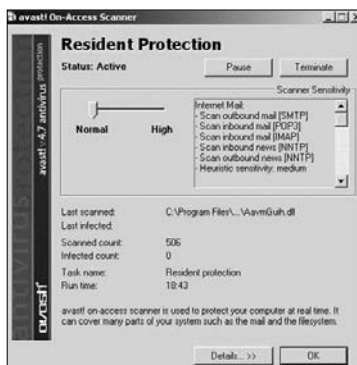 avast! On-Access Scanner
Resident Protection
Status: Active
Pause
Terminate
Scanner Sensitivity
Normal
High
Internet Mail:
- Scan outbound mail [SMTP]
- Scan inbound mail [POP3]
- Scan inbound mail [IMAP]
- Scan inbound news [NNTP]
- Scan outbound news [NNTP]
- Heuristic sensitivity: medium
Last scanned: C:\Program Files\...\AavmGuih.dll
Last infected:
Scanned count: 506
Infected count: 0
Task name: Resident protection
Run time: 18:43
avast! on-access scanner is used to protect your computer at real time. It
can cover many parts of your system such as the mail and the filesystem.
Details... >>
OK
avast! v4.7 antivirus protection
antivirus protection
avast!